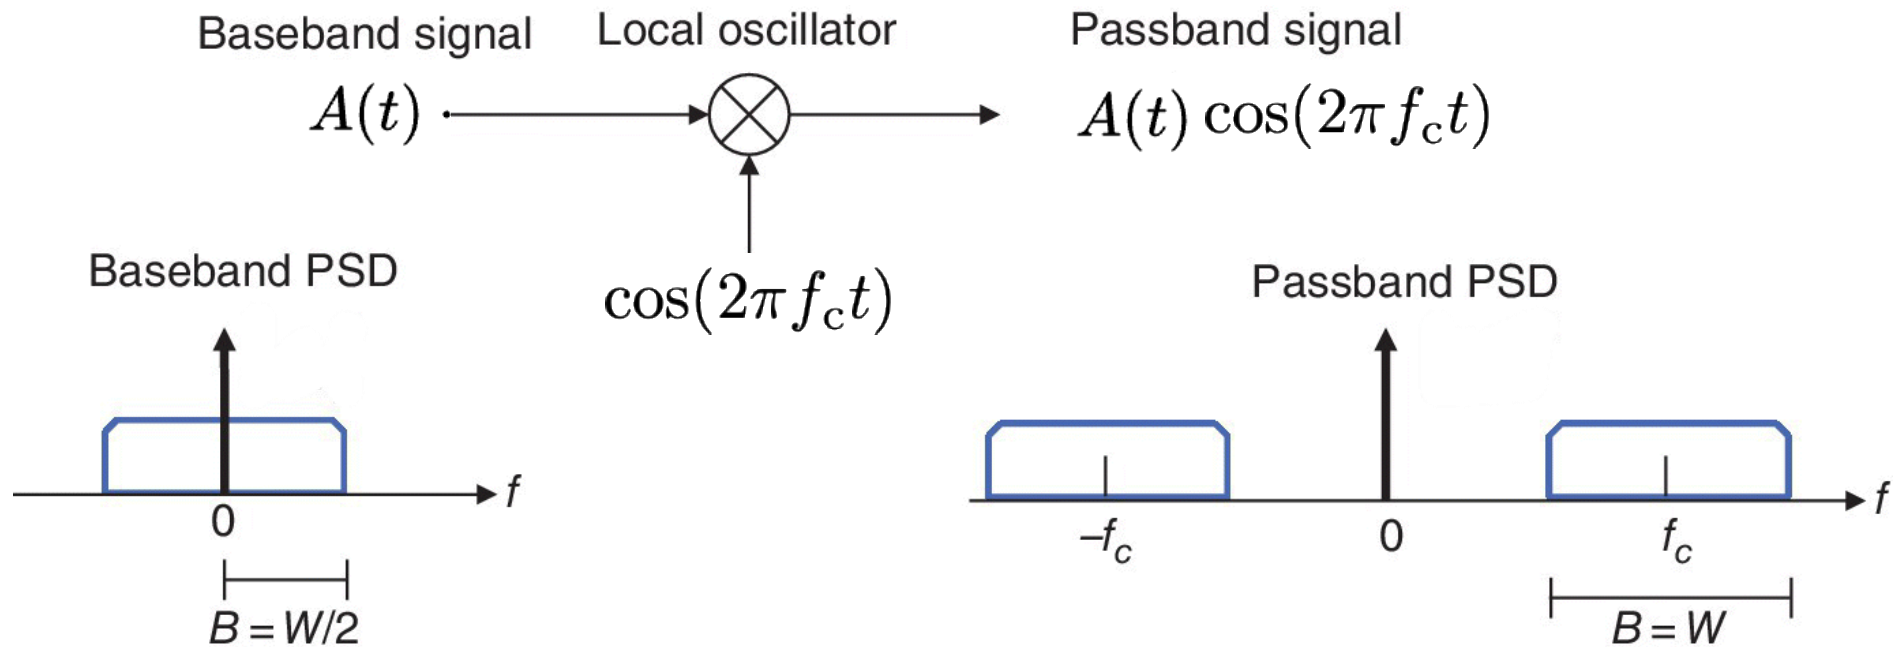 Baseband signal
Local oscillator
Passband signal
A(t)
A(t) cos(2πf_c t)
cos(2πf_c t)
Baseband PSD
Passband PSD
f
0
B = W/2
–f_c
0
f_c
f
B = W